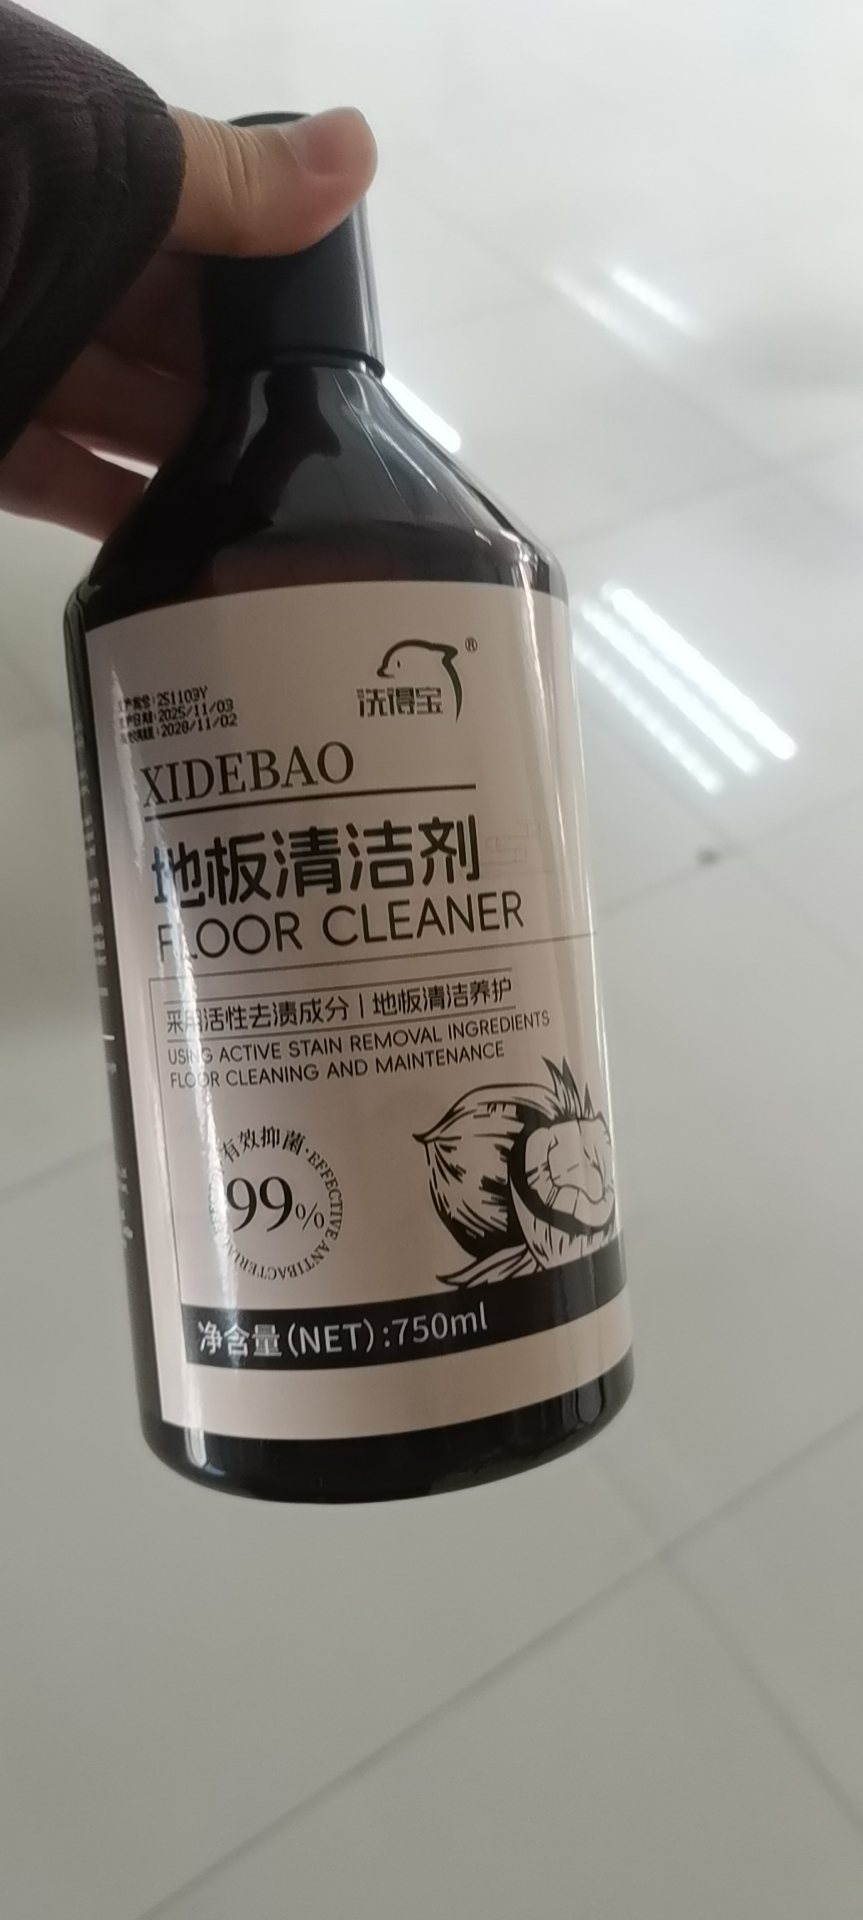 生产批号:251103Y
生产日期:2025/11/03
限期使用日期:2028/11/02
洗得宝®
XIDEBAO
地板清洁剂
FLOOR CLEANER
采用活性去渍成分 | 地板清洁养护
USING ACTIVE STAIN REMOVAL INGREDIENTS
FLOOR CLEANING AND MAINTENANCE
有效抑菌·EFFECTIVE ANTIBACTERIAL
99%
净含量(NET):750ml